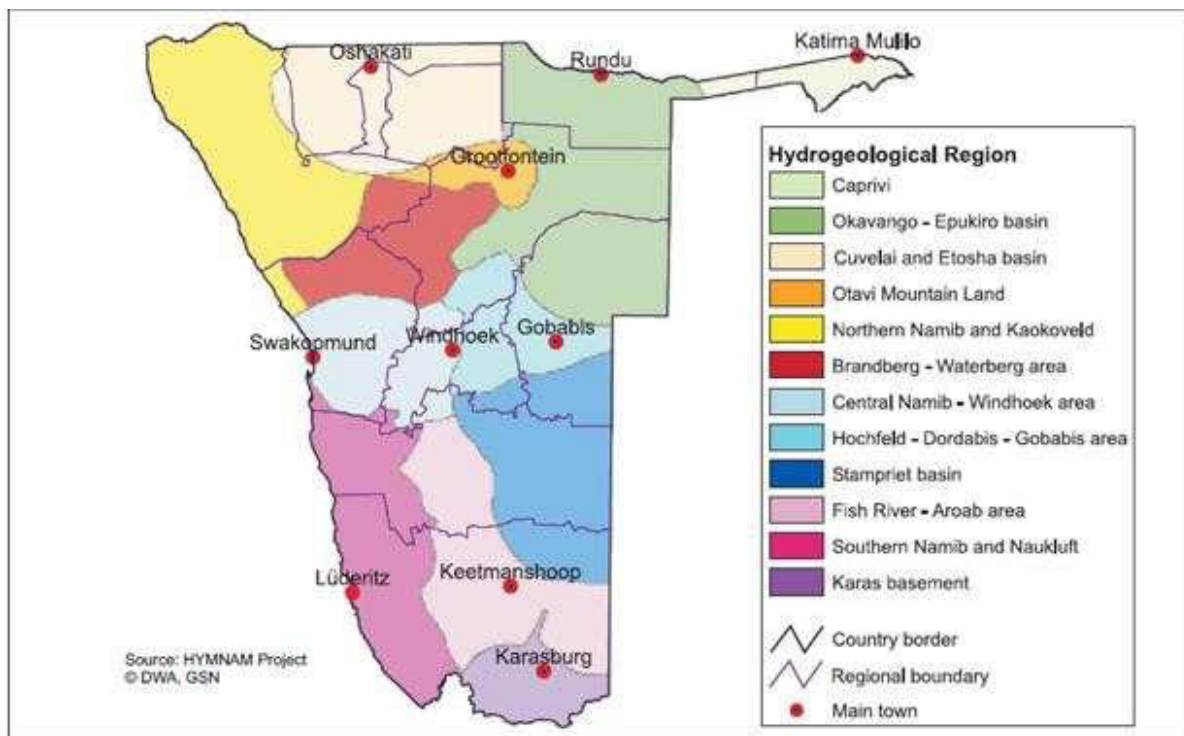 Oshakati
Rundu
Katima Mulilo
Grootfontein
Swakopmund
Windhoek
Gobabis
Lüderitz
Keetmanshoop
Karasburg
Source: HYMNAM Project
© DWA, GSN
Hydrogeological Region
Caprivi
Okavango - Epukiro basin
Cuvelai and Etosha basin
Otavi Mountain Land
Northern Namib and Kaokoveld
Brandberg - Waterberg area
Central Namib - Windhoek area
Hochfeld - Dordabis - Gobabis area
Stampriet basin
Fish River - Aroab area
Southern Namib and Naukluft
Karas basement
Country border
Regional boundary
Main town